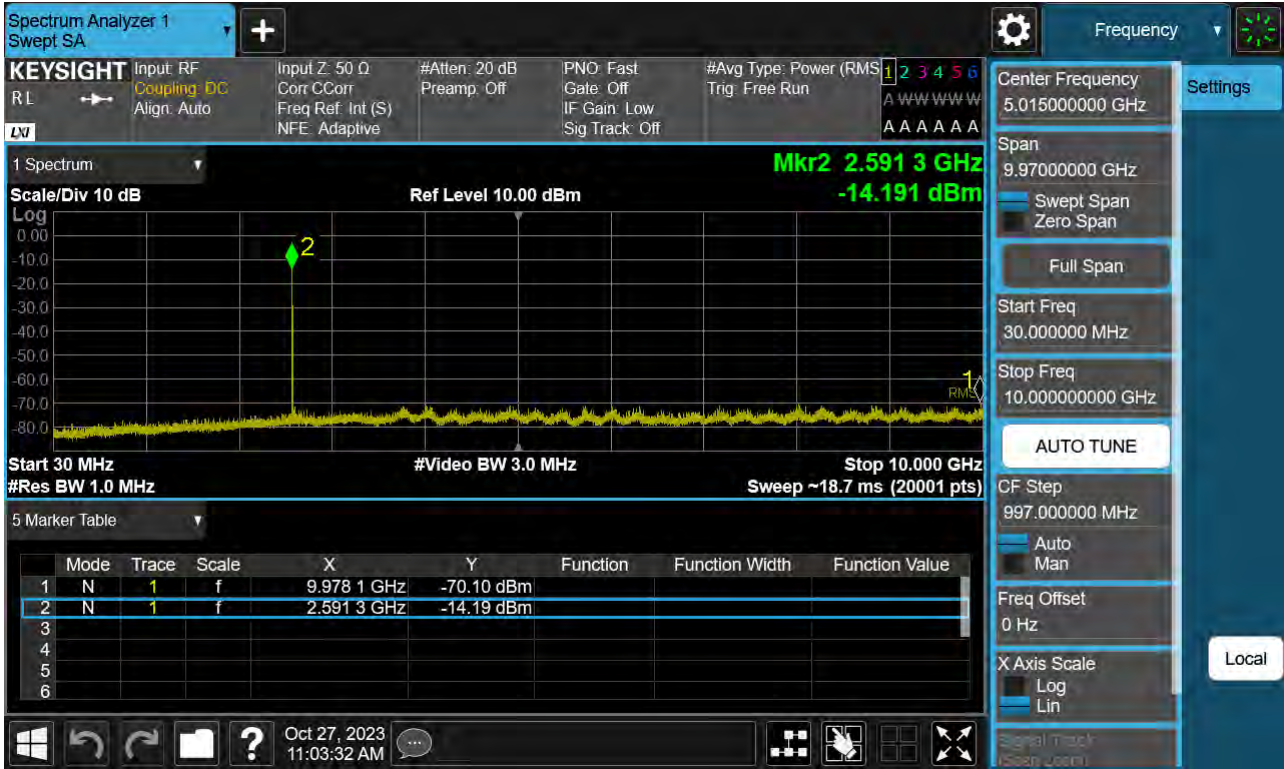 Spectrum Analyzer 1
Swept SA
Frequency
KEYSIGHT
RL
LXI
Input: RF
Coupling: DC
Align: Auto
Input Z: 50 Ω
Corr CCorr
Freq Ref: Int (S)
NFE: Adaptive
#Atten: 20 dB
Preamp: Off
PNO: Fast
Gate: Off
IF Gain: Low
Sig Track: Off
#Avg Type: Power (RMS
Trig: Free Run
1 2 3 4 5 6
A W W W W W
A A A A A A
1 Spectrum
Mkr2 2.591 3 GHz
-14.191 dBm
Scale/Div 10 dB
Ref Level 10.00 dBm
Log
0.00
-10.0
-20.0
-30.0
-40.0
-50.0
-60.0
-70.0
-80.0
2
1
RMS
Start 30 MHz
#Video BW 3.0 MHz
Stop 10.000 GHz
#Res BW 1.0 MHz
Sweep ~18.7 ms (20001 pts)
5 Marker Table
Mode Trace Scale X Y Function Function Width Function Value
1 N 1 f 9.978 1 GHz -70.10 dBm
2 N 1 f 2.591 3 GHz -14.19 dBm
3
4
5
6
Oct 27, 2023
11:03:32 AM
Center Frequency
5.015000000 GHz
Span
9.97000000 GHz
Swept Span
Zero Span
Full Span
Start Freq
30.000000 MHz
Stop Freq
10.000000000 GHz
AUTO TUNE
CF Step
997.000000 MHz
Auto
Man
Freq Offset
0 Hz
X Axis Scale
Log
Lin
Signal Track
(Span Zoom)
Settings
Local